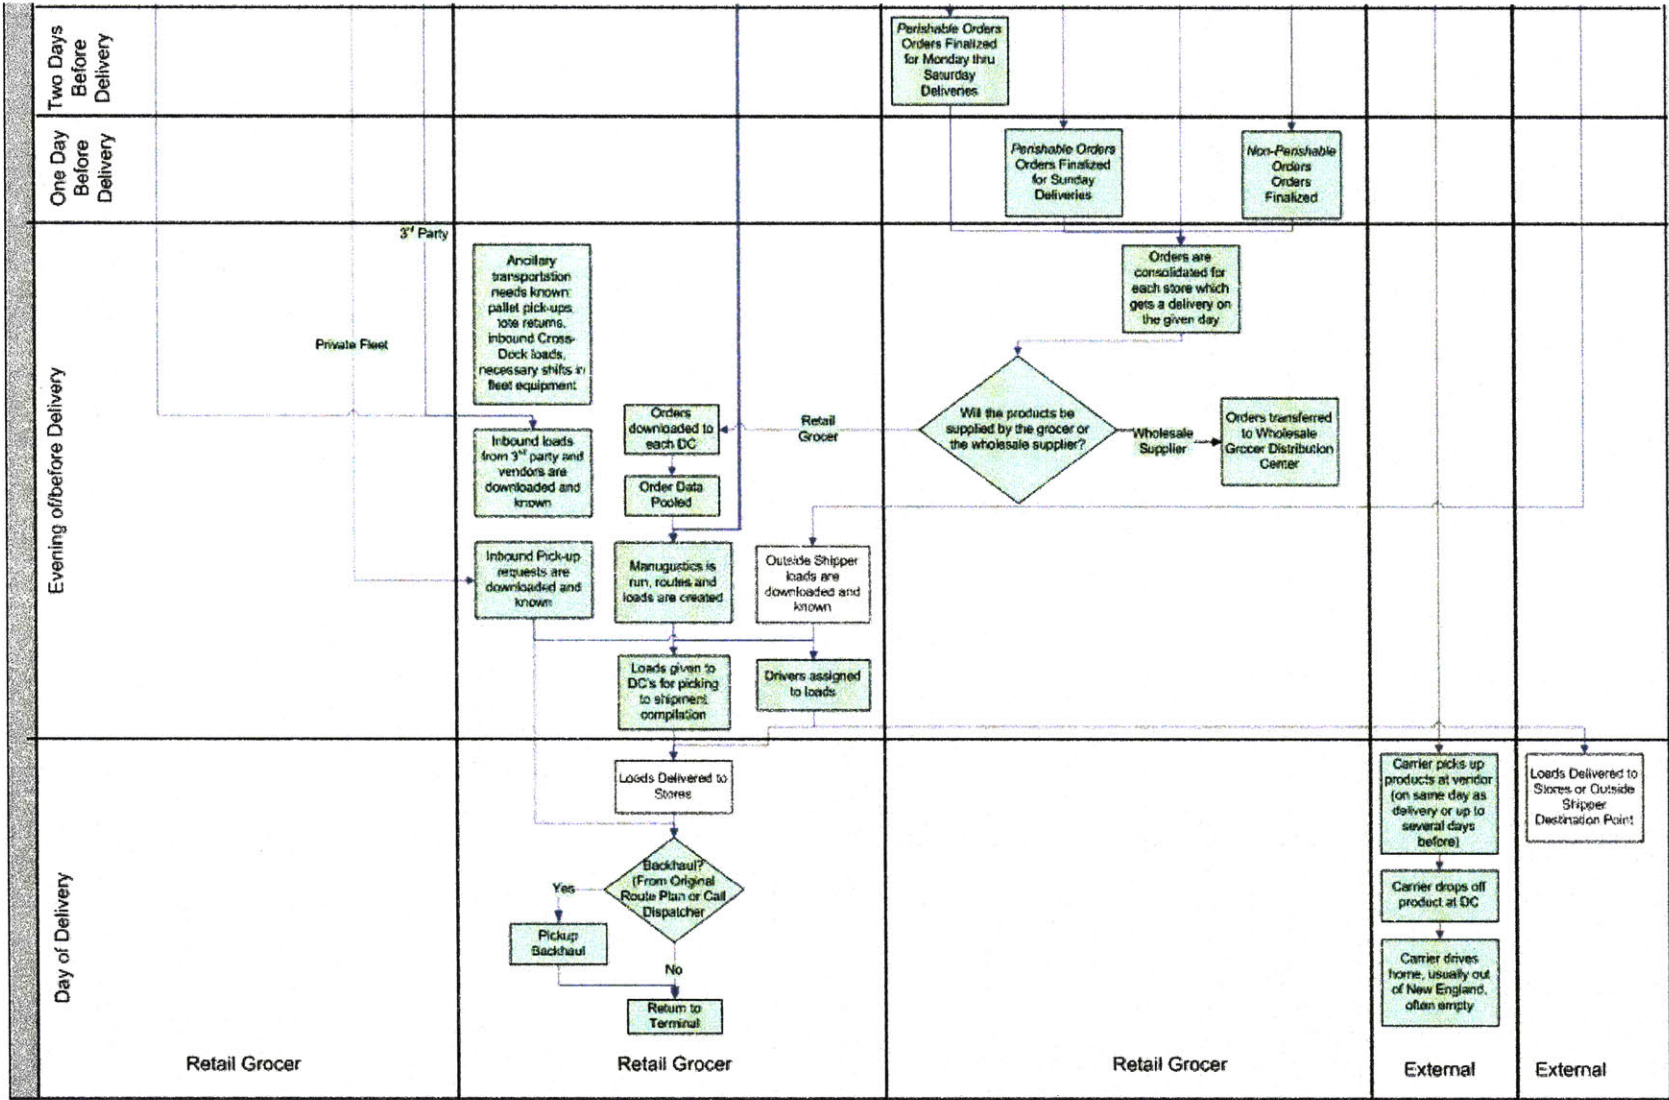 Two Days
Before
Delivery
Perishable Orders
Orders Finalized
for Monday thru
Saturday
Deliveries
One Day
Before
Delivery
Perishable Orders
Orders Finalized
for Sunday
Deliveries
Non-Perishable
Orders
Orders
Finalized
Evening of/before Delivery
3rd Party
Private Fleet
Ancillary
transportation
needs known:
pallet pick-ups,
tote returns,
inbound Cross-
Dock loads,
necessary shifts in
fleet equipment
Orders are
consolidated for
each store which
gets a delivery on
the given day
Inbound loads
from 3rd party and
vendors are
downloaded and
known
Orders
downloaded to
each DC
Retail
Grocer
Will the products be
supplied by the grocer or
the wholesale supplier?
Wholesale
Supplier
Orders transferred
to Wholesale
Grocer Distribution
Center
Order Data
Pooled
Inbound Pick-up
requests are
downloaded and
known
Manugustics is
run, routes and
loads are created
Outside Shipper
loads are
downloaded and
known
Loads given to
DC's for picking
to shipment
compilation
Drivers assigned
to loads
Day of Delivery
Loads Delivered to
Stores
Backhaul?
(From Original
Route Plan or Call
Dispatcher
Yes
Pickup
Backhaul
No
Return to
Terminal
Carrier picks up
products at vendor
(on same day as
delivery or up to
several days
before)
Carrier drops off
product at DC
Carrier drives
home, usually out
of New England,
often empty
Loads Delivered to
Stores or Outside
Shipper
Destination Point
Retail Grocer
Retail Grocer
Retail Grocer
External
External